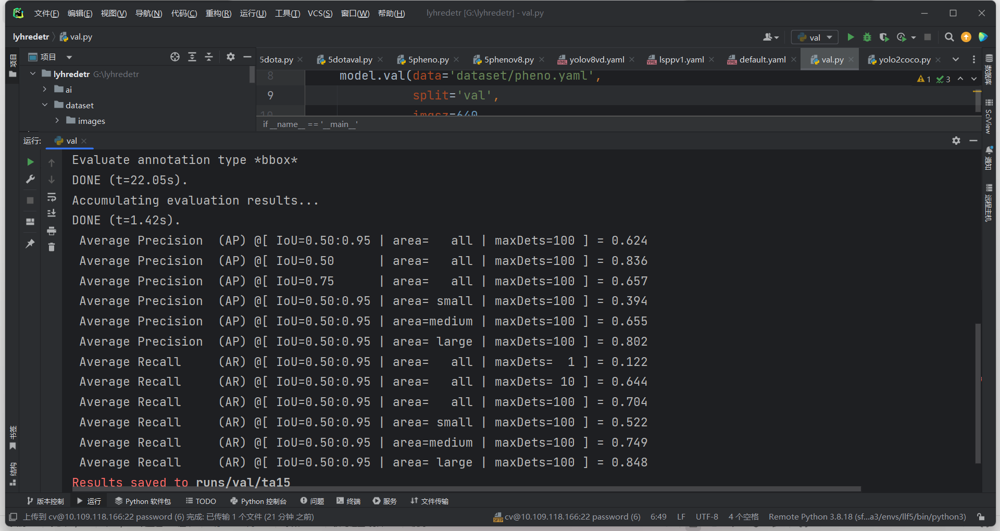 文件(F) 编辑(E) 视图(V) 导航(N) 代码(C) 重构(R) 运行(U) 工具(T) VCS(S) 窗口(W) 帮助(H) lyhredetr [G:\lyhredetr] - val.py
lyhredetr val.py val
项目
项目
5dota.py 5dotaval.py 5pheno.py 5phenov8.py yolov8vd.yaml lsppv1.yaml default.yaml val.py yolo2coco.py
lyhredetr G:\lyhredetr
ai
dataset
images
8 model.val(data='dataset/pheno.yaml',
9 split='val',
10 imgsz=640
1 3
if __name__ == '__main__'
数据库
SciView
通知
远程主机
运行: val
Evaluate annotation type *bbox*
DONE (t=22.05s).
Accumulating evaluation results...
DONE (t=1.42s).
Average Precision  (AP) @[ IoU=0.50:0.95 | area=   all | maxDets=100 ] = 0.624
Average Precision  (AP) @[ IoU=0.50      | area=   all | maxDets=100 ] = 0.836
Average Precision  (AP) @[ IoU=0.75      | area=   all | maxDets=100 ] = 0.657
Average Precision  (AP) @[ IoU=0.50:0.95 | area= small | maxDets=100 ] = 0.394
Average Precision  (AP) @[ IoU=0.50:0.95 | area=medium | maxDets=100 ] = 0.655
Average Precision  (AP) @[ IoU=0.50:0.95 | area= large | maxDets=100 ] = 0.802
Average Recall     (AR) @[ IoU=0.50:0.95 | area=   all | maxDets=  1 ] = 0.122
Average Recall     (AR) @[ IoU=0.50:0.95 | area=   all | maxDets= 10 ] = 0.644
Average Recall     (AR) @[ IoU=0.50:0.95 | area=   all | maxDets=100 ] = 0.704
Average Recall     (AR) @[ IoU=0.50:0.95 | area= small | maxDets=100 ] = 0.522
Average Recall     (AR) @[ IoU=0.50:0.95 | area=medium | maxDets=100 ] = 0.749
Average Recall     (AR) @[ IoU=0.50:0.95 | area= large | maxDets=100 ] = 0.848
Results saved to runs/val/ta15
书签
结构
版本控制 运行 Python 软件包 TODO Python 控制台 问题 终端 服务 文件传输
上传到 cv@10.109.118.166:22 password (6) 完成: 已传输 1 个文件 (21 分钟 之前) cv@10.109.118.166:22 password (6) 6:49 LF UTF-8 4 个空格 Remote Python 3.8.18 (sf...a3/envs/llf5/bin/python3)